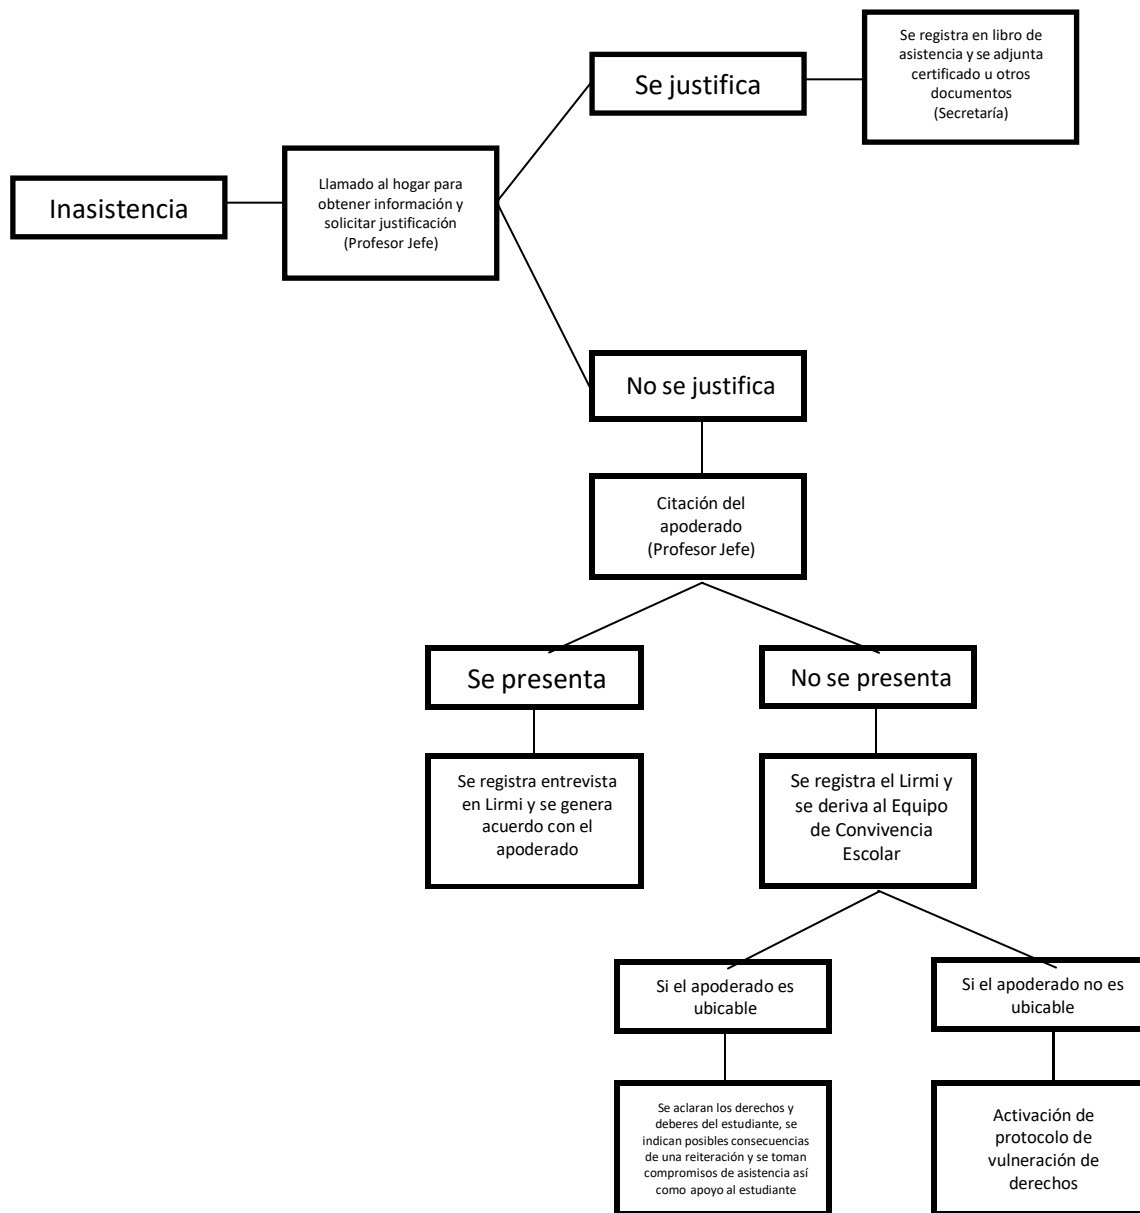 Inasistencia
Llamado al hogar para
obtener información y
solicitar justificación
(Profesor Jefe)
Se justifica
Se registra en libro de
asistencia y se adjunta
certificado u otros
documentos
(Secretaría)
No se justifica
Citación del
apoderado
(Profesor Jefe)
Se presenta
No se presenta
Se registra entrevista
en Lirmi y se genera
acuerdo con el
apoderado
Se registra el Lirmi y
se deriva al Equipo
de Convivencia
Escolar
Si el apoderado es
ubicable
Si el apoderado no es
ubicable
Se aclaran los derechos y
deberes del estudiante, se
indican posibles consecuencias
de una reiteración y se toman
compromisos de asistencia así
como apoyo al estudiante
Activación de
protocolo de
vulneración de
derechos